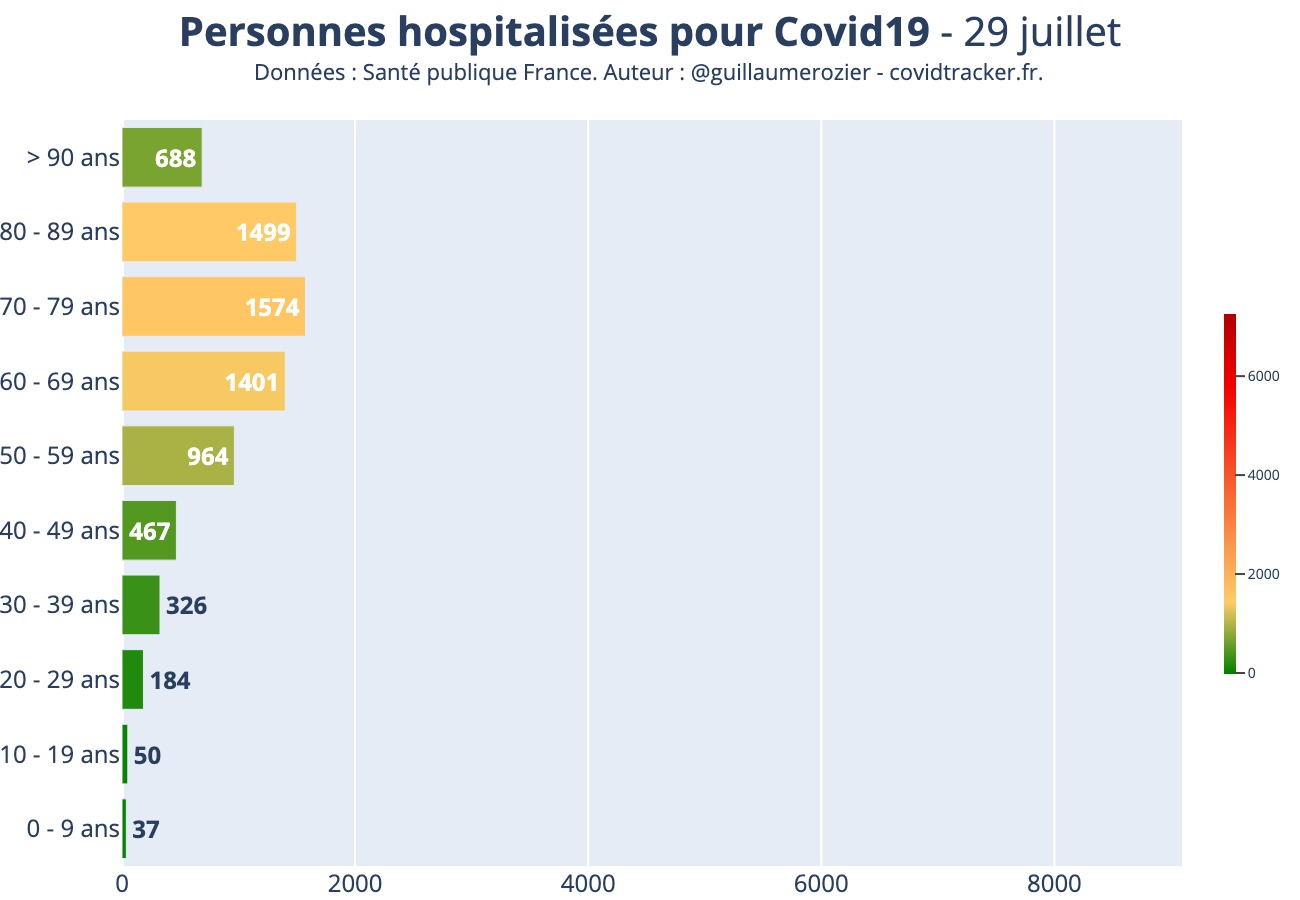 Personnes hospitalisées pour Covid19 - 29 juillet
Données : Santé publique France. Auteur : @guillaumerozier - covidtracker.fr.
> 90 ans 688
80 - 89 ans 1499
70 - 79 ans 1574
60 - 69 ans 1401
50 - 59 ans 964
40 - 49 ans 467
30 - 39 ans 326
20 - 29 ans 184
10 - 19 ans 50
0 - 9 ans 37
0 2000 4000 6000 8000
6000
4000
2000
0